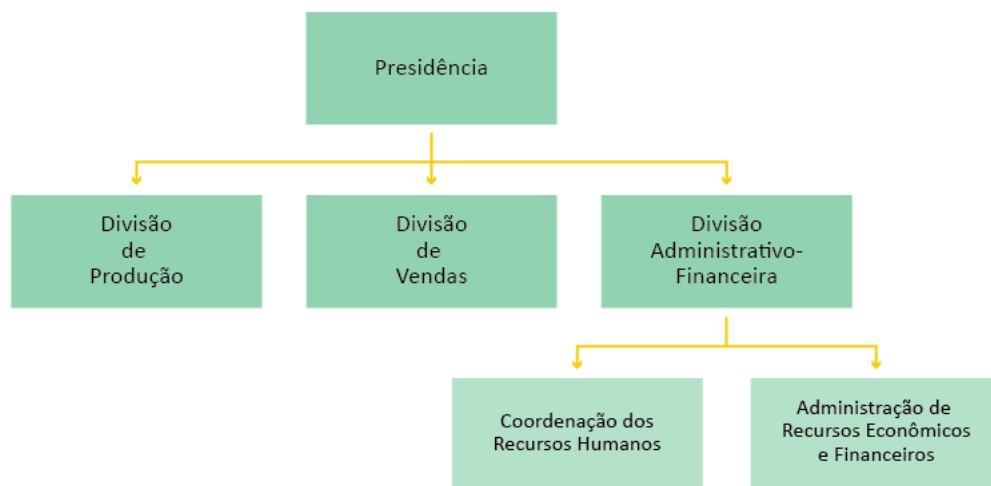 Presidência
Divisão
de
Produção
Divisão
de
Vendas
Divisão
Administrativo-
Financeira
Coordenação dos
Recursos Humanos
Administração de
Recursos Econômicos
e Financeiros